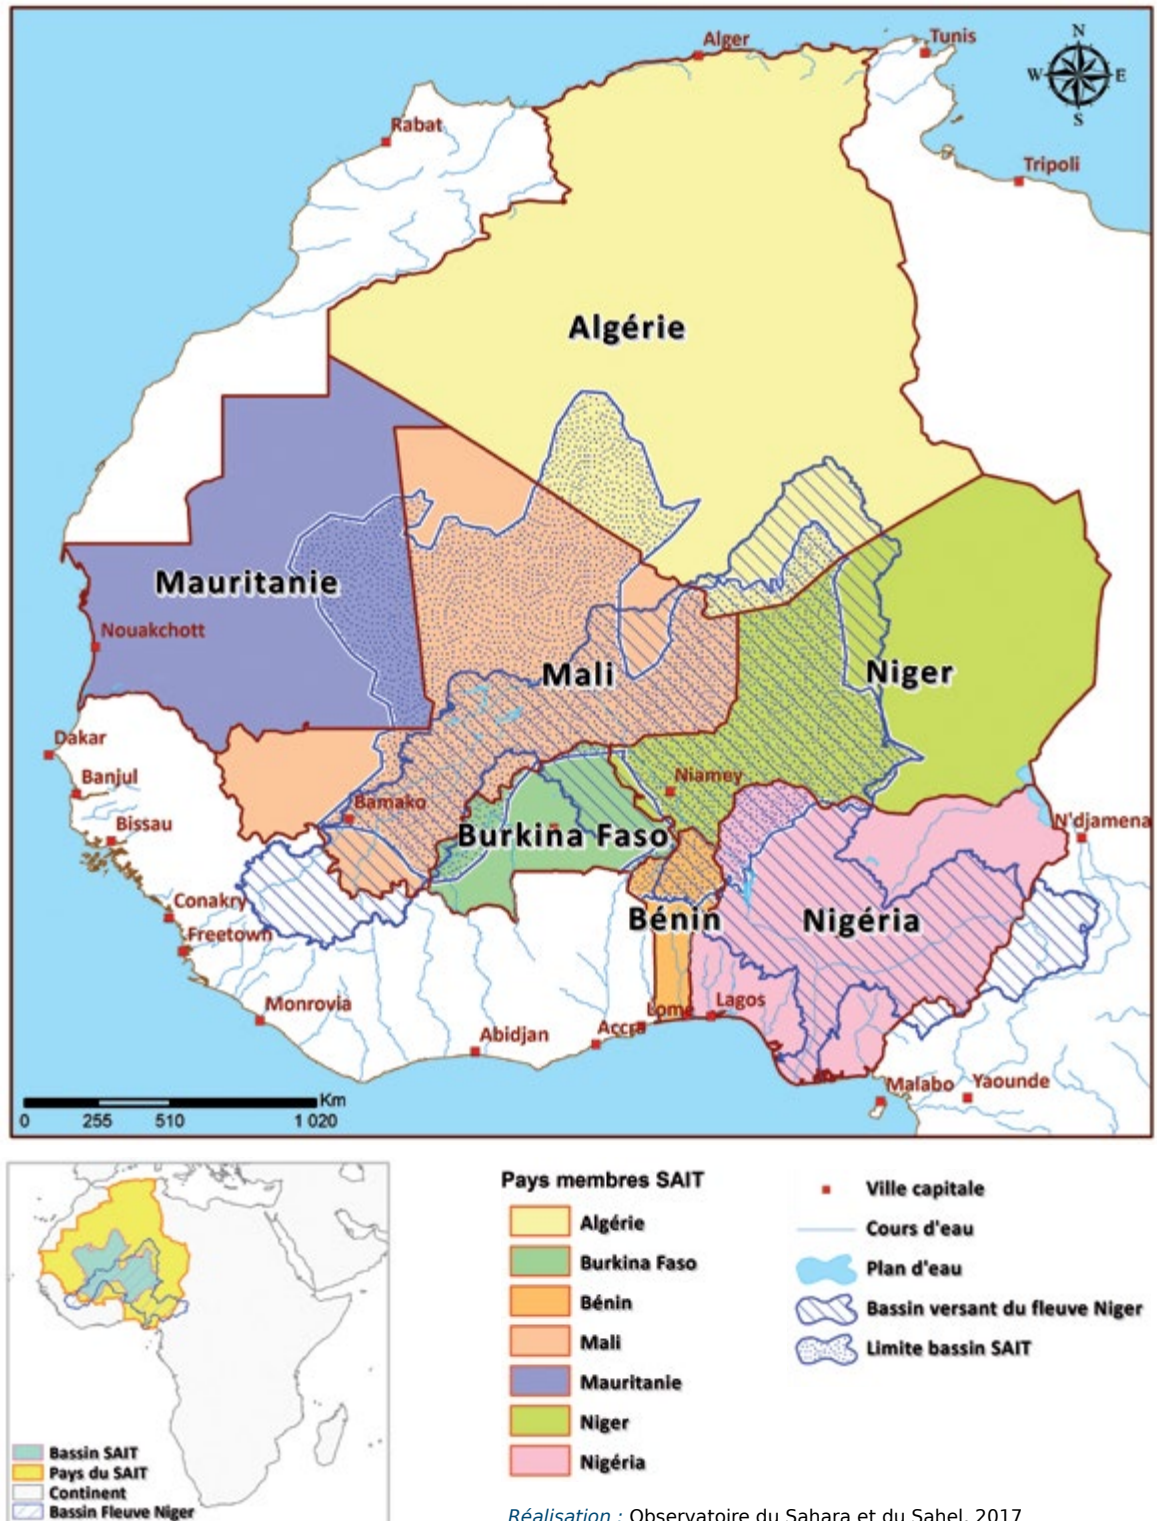 Alger
Tunis
N
W E
S
Rabat
Tripoli
Algérie
Mauritanie
Nouakchott
Mali
Niger
Dakar
Banjul
Bissau
Bamako
Niamey
N'djamena
Burkina Faso
Conakry
Freetown
Bénin
Nigéria
Monrovia
Lagos
Lome
Accra
Abidjan
Malabo
Yaounde
Km
0 255 510 1 020
Pays membres SAIT
Algérie
Burkina Faso
Bénin
Mali
Mauritanie
Niger
Nigéria
Ville capitale
Cours d'eau
Plan d'eau
Bassin versant du fleuve Niger
Limite bassin SAIT
Bassin SAIT
Pays du SAIT
Continent
Bassin Fleuve Niger
Réalisation : Observatoire du Sahara et du Sahel, 2017